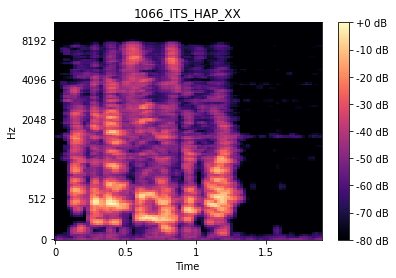 1066_ITS_HAP_XX
+0 dB
8192
-10 dB
4096
-20 dB
-30 dB
2048
Hz
-40 dB
1024
-50 dB
512
-60 dB
-70 dB
0
-80 dB
0
0.5
1
1.5
Time